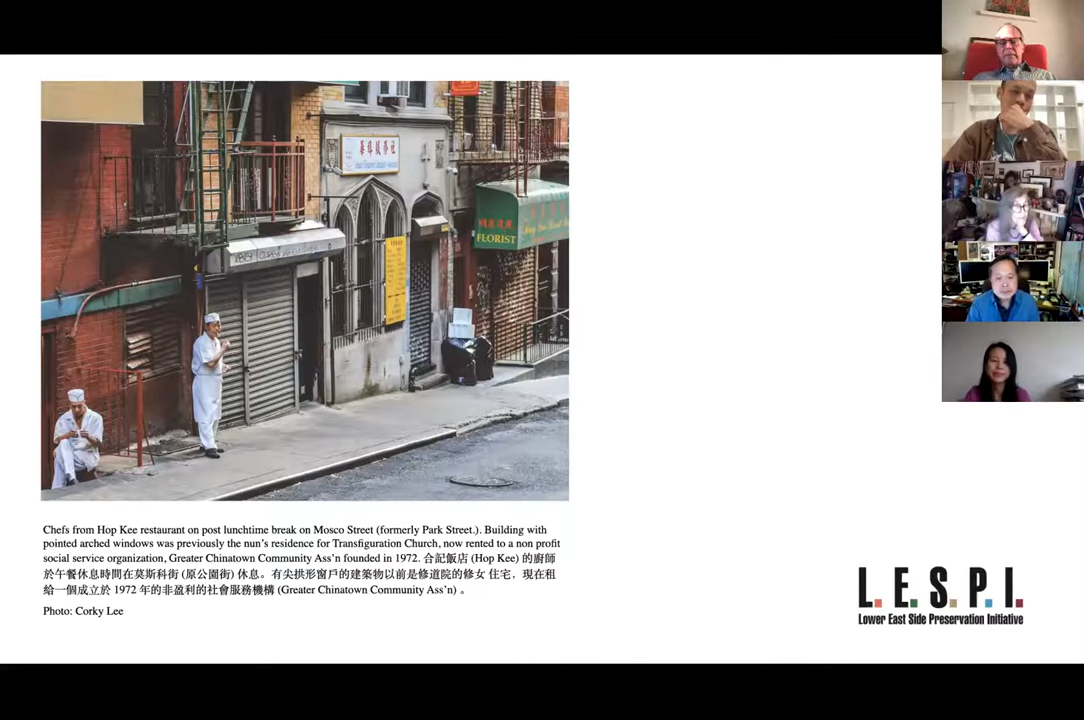 FLORIST
Chefs from Hop Kee restaurant on post lunchtime break on Mosco Street (formerly Park Street.). Building with
pointed arched windows was previously the nun's residence for Transfiguration Church, now rented to a non profit
social service organization, Greater Chinatown Community Ass'n founded in 1972. 合記飯店 (Hop Kee) 的廚師
於午餐休息時間在莫斯科街 (原公園街) 休息。有尖拱形窗戶的建築物以前是修道院的修女 住宅，現在租
給一個成立於 1972 年的非盈利的社會服務機構 (Greater Chinatown Community Ass'n) 。
Photo: Corky Lee
L.E.S.P.I.
Lower East Side Preservation Initiative